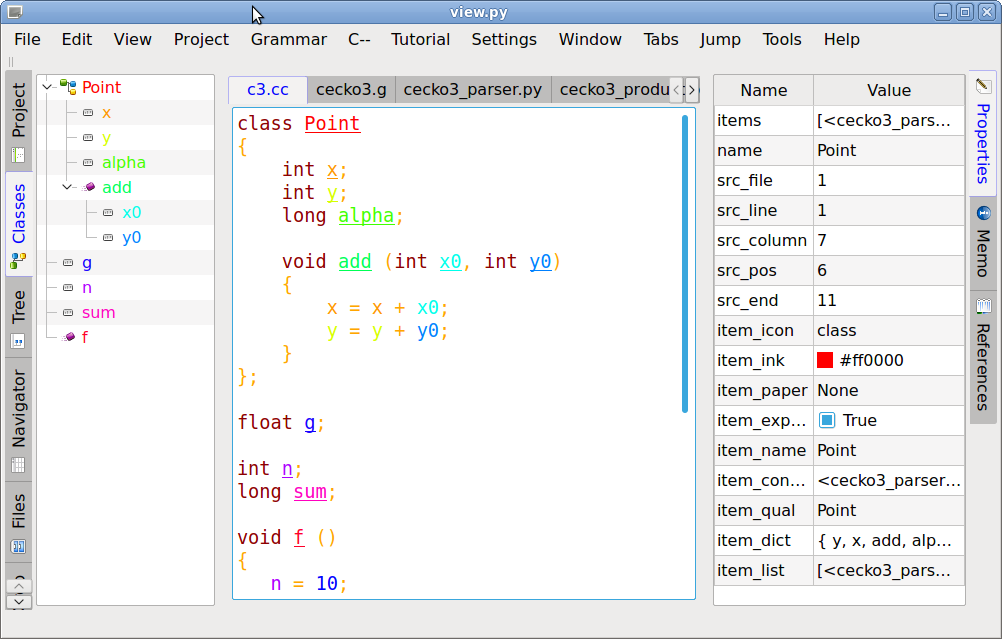 view.py
File Edit View Project Grammar C-- Tutorial Settings Window Tabs Jump Tools Help
Project
Classes
Tree
Navigator
Files
Point
x
y
alpha
add
x0
y0
g
n
sum
f
c3.cc cecko3.g cecko3_parser.py cecko3_produ
class Point
{
int x;
int y;
long alpha;
void add (int x0, int y0)
{
x = x + x0;
y = y + y0;
}
};
float g;
int n;
long sum;
void f ()
{
n = 10;
Name Value
items [<cecko3_pars...
name Point
src_file 1
src_line 1
src_column 7
src_pos 6
src_end 11
item_icon class
item_ink #ff0000
item_paper None
item_exp... True
item_name Point
item_con... <cecko3_parser...
item_qual Point
item_dict { y, x, add, alp...
item_list [<cecko3_pars...
Properties
Memo
References